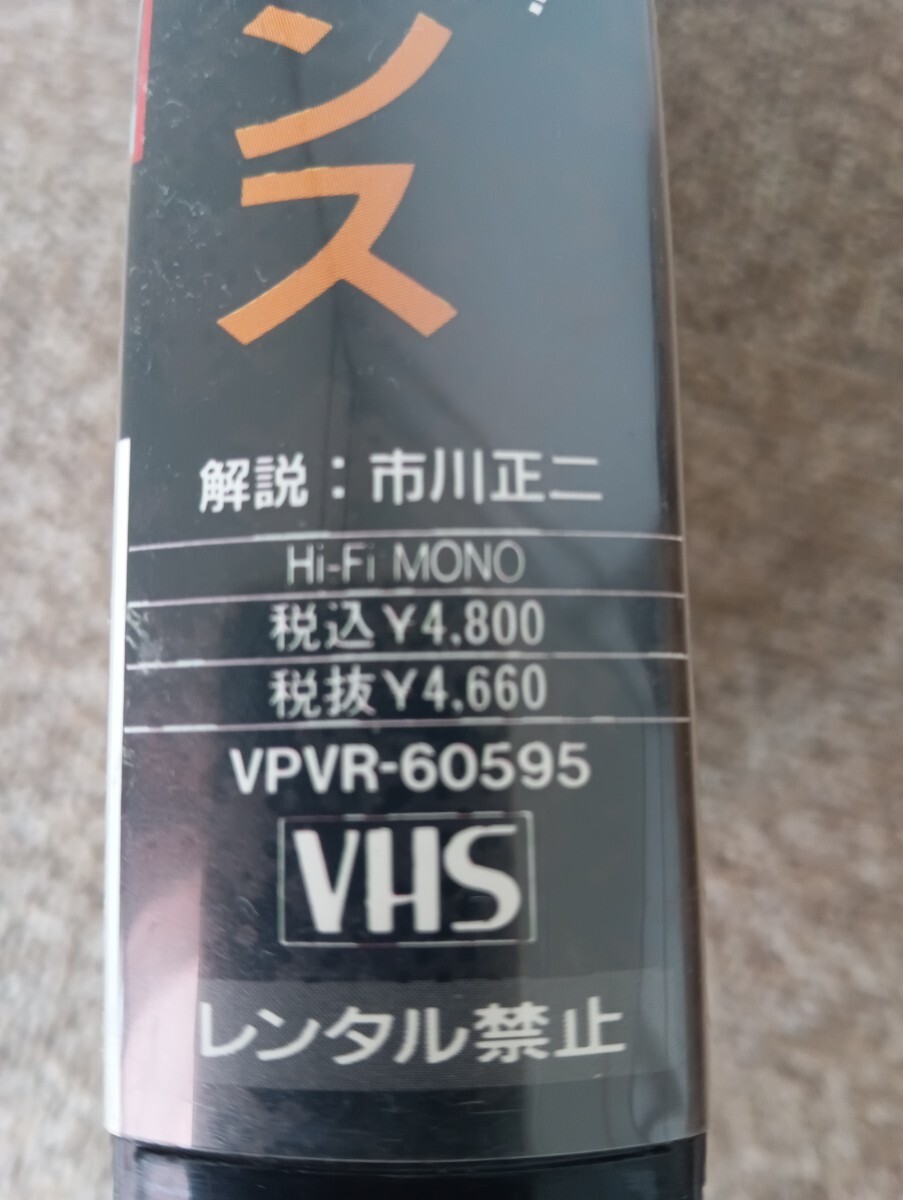 ンス
解説：市川正二
Hi-Fi MONO
税込¥4,800
税抜¥4,660
VPVR-60595
VHS
レンタル禁止